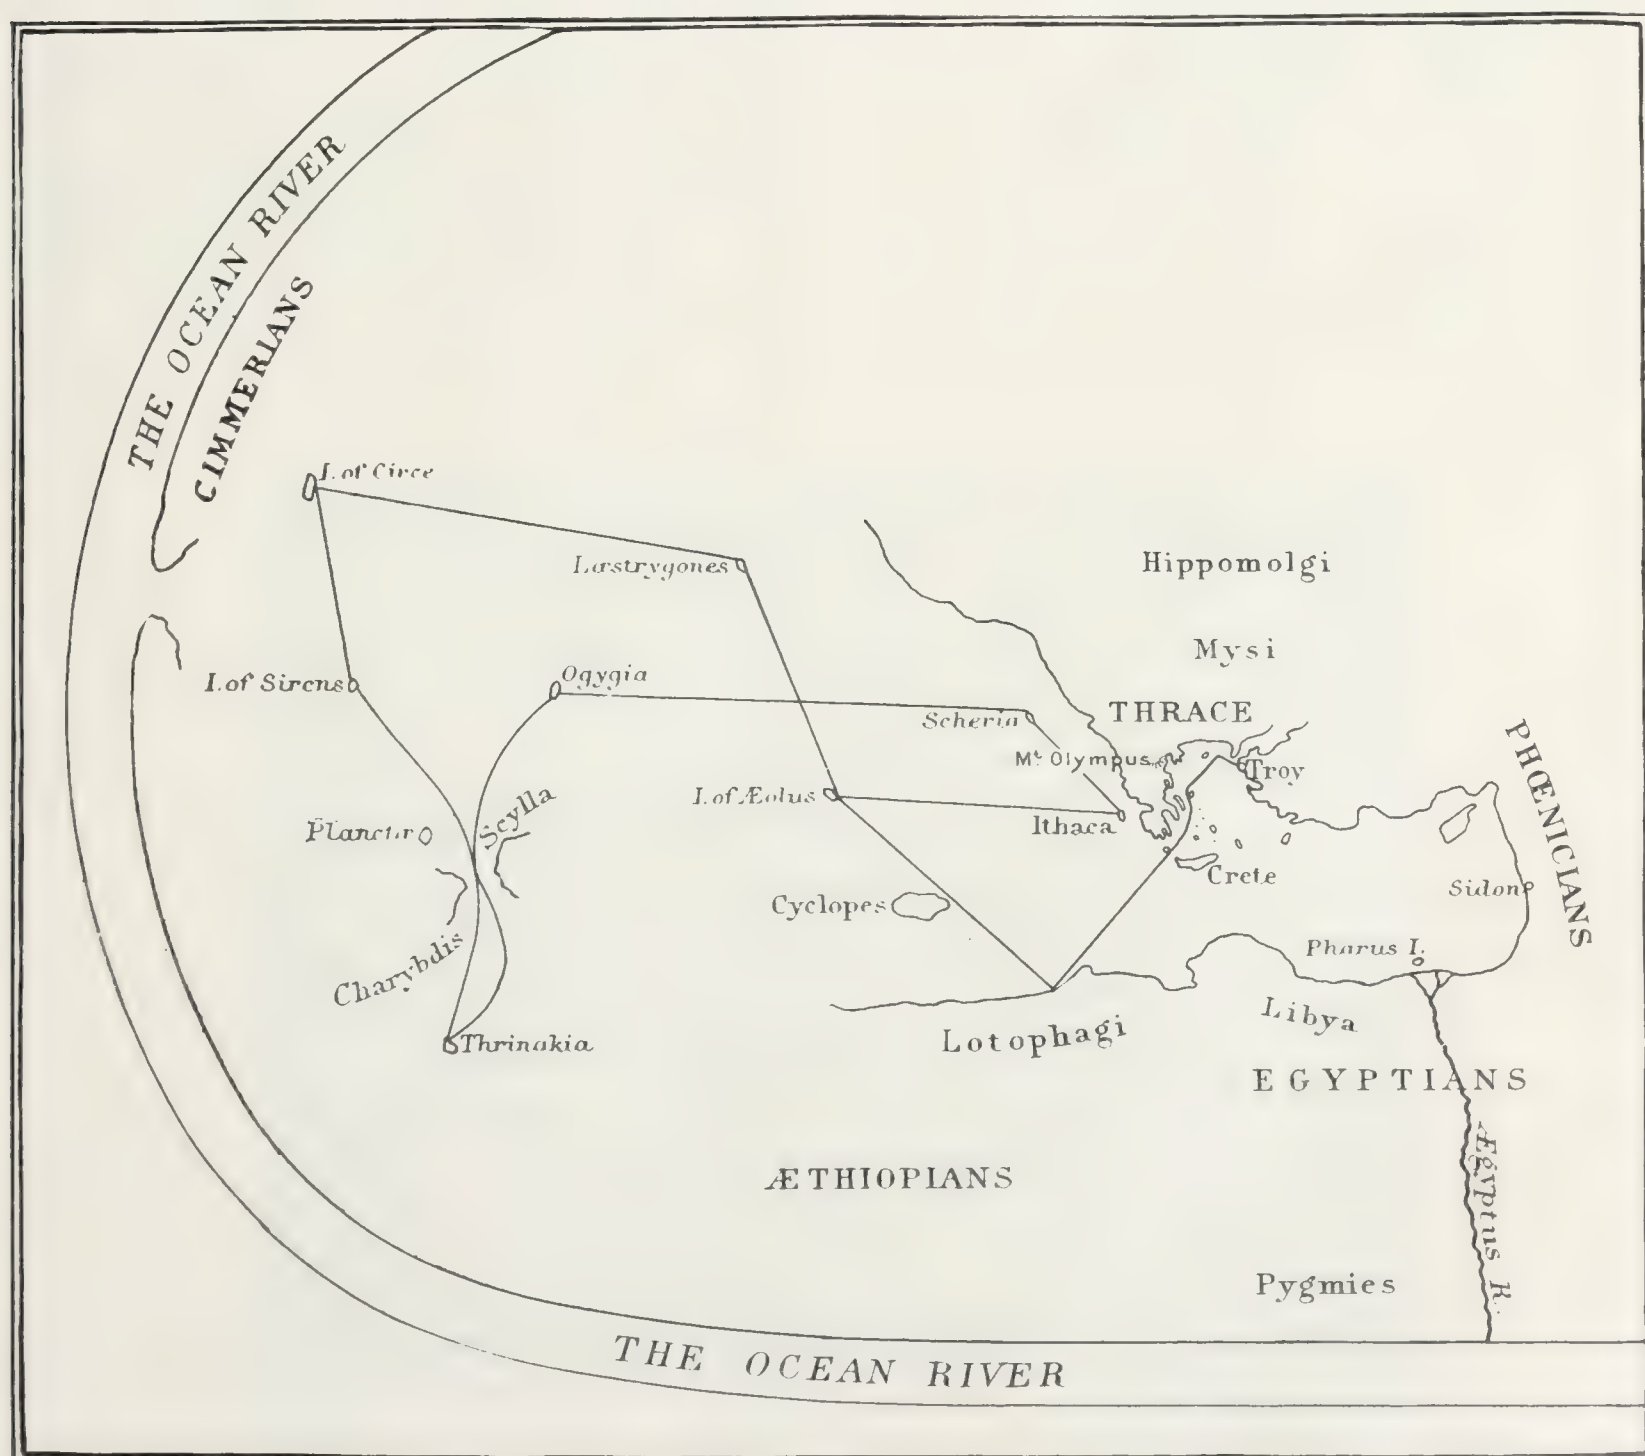 THE OCEAN RIVER
CIMMERIANS
I. of Circe
Læstrygones
Hippomolgi
Mysi
I. of Sirens
Ogygia
Scheria
THRACE
Mt. Olympus
Troy
PHŒNICIANS
I. of Æolus
Ithaca
Planctæ
Scylla
Crete
Cyclopes
Sidon
Charybdis
Pharus I.
Thrinakia
Lotophagi
Libya
EGYPTIANS
ÆTHIOPIANS
Ægyptus R.
Pygmies
THE OCEAN RIVER